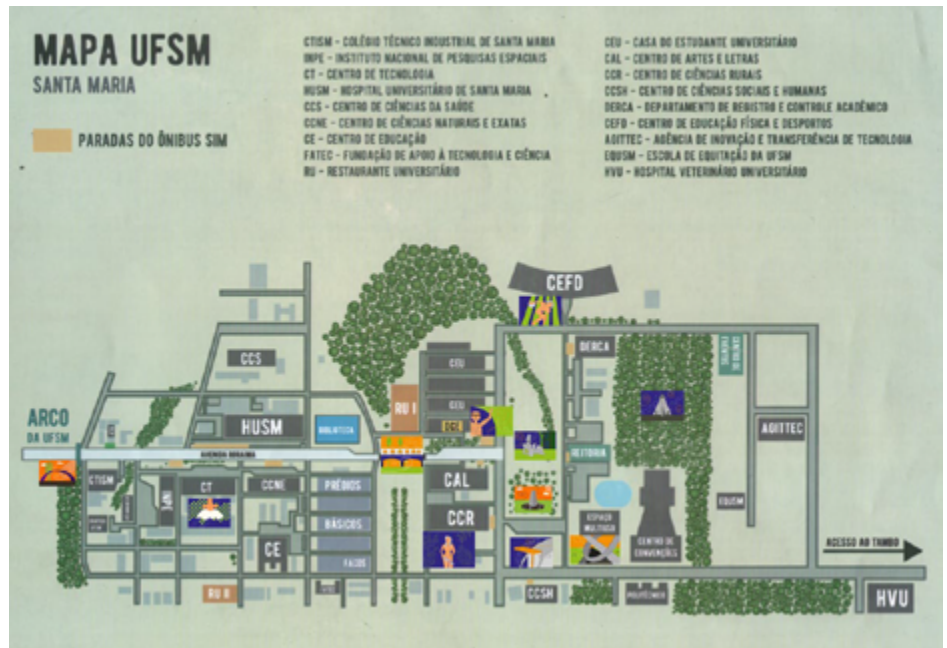 MAPA UFSM
SANTA MARIA
PARADAS DO ÔNIBUS SIM
CTISM - COLÉGIO TÉCNICO INDUSTRIAL DE SANTA MARIA
INPE - INSTITUTO NACIONAL DE PESQUISAS ESPACIAIS
CT - CENTRO DE TECNOLOGIA
HUSM - HOSPITAL UNIVERSITÁRIO DE SANTA MARIA
CCS - CENTRO DE CIÊNCIAS DA SAÚDE
CCNE - CENTRO DE CIÊNCIAS NATURAIS E EXATAS
CE - CENTRO DE EDUCAÇÃO
FATEC - FUNDAÇÃO DE APOIO À TECNOLOGIA E CIÊNCIA
RU - RESTAURANTE UNIVERSITÁRIO
CEU - CASA DO ESTUDANTE UNIVERSITÁRIO
CAL - CENTRO DE ARTES E LETRAS
CCR - CENTRO DE CIÊNCIAS RURAIS
CCSH - CENTRO DE CIÊNCIAS SOCIAIS E HUMANAS
DERCA - DEPARTAMENTO DE REGISTRO E CONTROLE ACADÊMICO
CEFD - CENTRO DE EDUCAÇÃO FÍSICA E DESPORTOS
AGITTEC - AGÊNCIA DE INOVAÇÃO E TRANSFERÊNCIA DE TECNOLOGIA
EQUSM - ESCOLA DE EQUITAÇÃO DA UFSM
HVU - HOSPITAL VETERINÁRIO UNIVERSITÁRIO
CEFD
DERCA
CENTRO DE EVENTOS
CCS
CEU
RU I
CEU
ARCO
DA UFSM
HUSM
BIBLIOTECA
AGITTEC
AVENIDA RORAIMA
REITORIA
CTISM
INPE
CT
CCNE
PRÉDIOS
CAL
EQUSM
BÁSICOS
CCR
ESPAÇO
MULTIUSO
CE
CENTRO DE
CONVENÇÕES
ACESSO AO TAMBO
RU II
CCSH
POLITÉCNICO
HVU